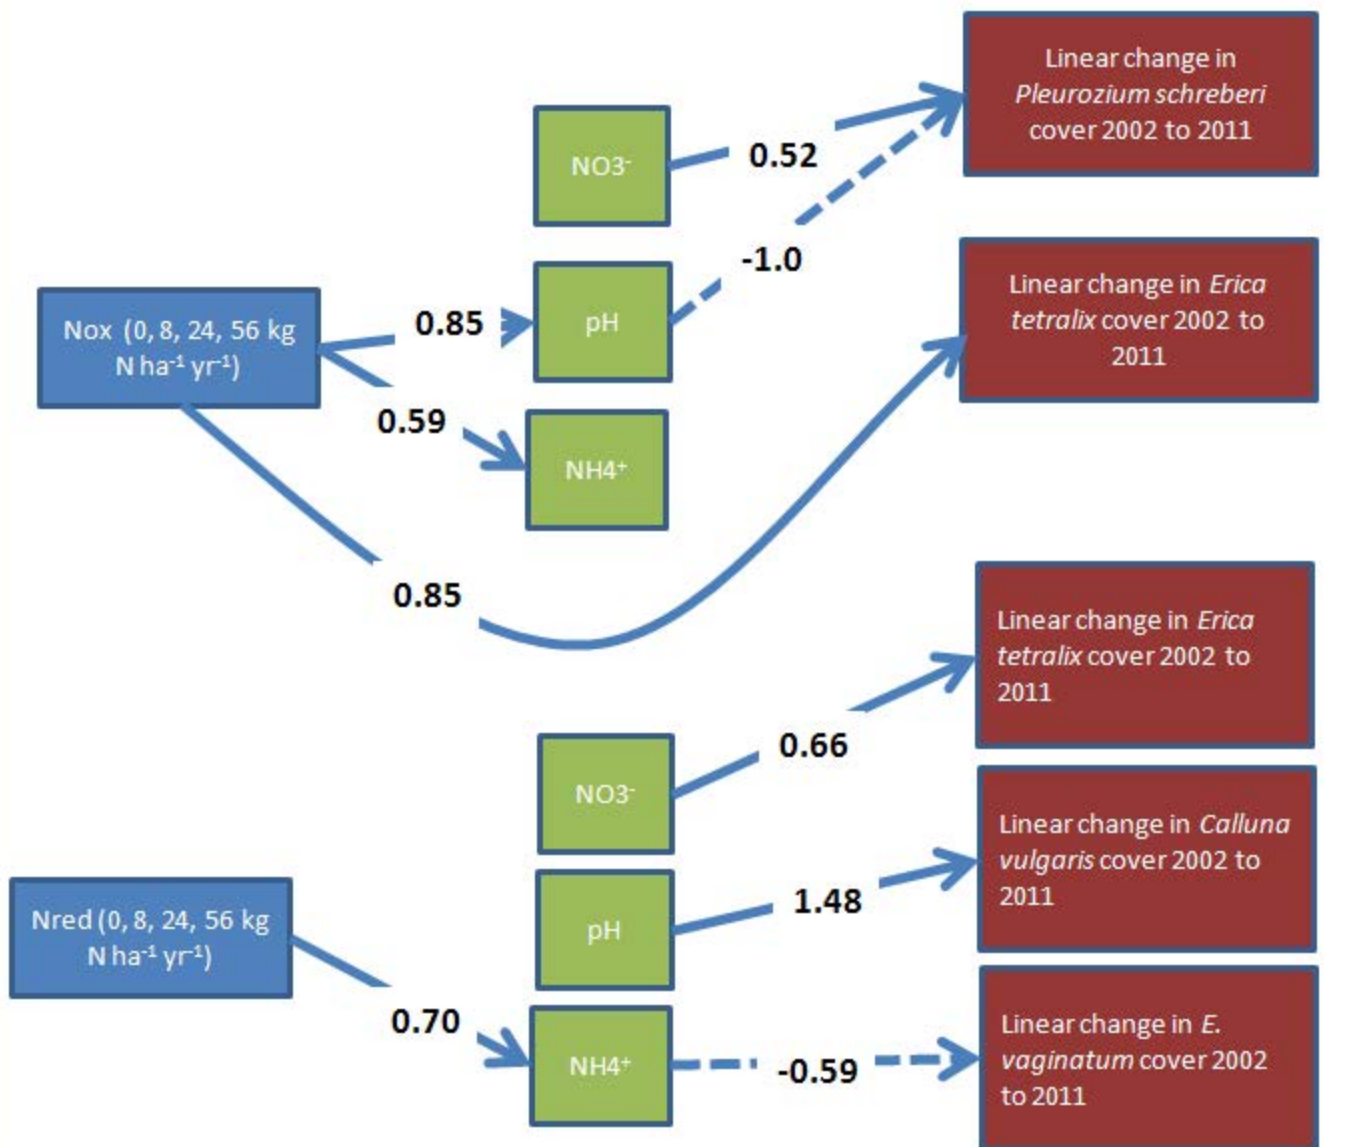 Linear change in
Pleurozium schreberi
cover 2002 to 2011
NO3⁻
0.52
-1.0
Linear change in Erica
tetralix cover 2002 to
2011
Nox (0, 8, 24, 56 kg
N ha⁻¹ yr⁻¹)
0.85
pH
0.59
NH4⁺
0.85
Linear change in Erica
tetralix cover 2002 to
2011
0.66
NO3⁻
Linear change in Calluna
vulgaris cover 2002 to
2011
1.48
pH
Nred (0, 8, 24, 56 kg
N ha⁻¹ yr⁻¹)
0.70
NH4⁺
-0.59
Linear change in E.
vaginatum cover 2002
to 2011